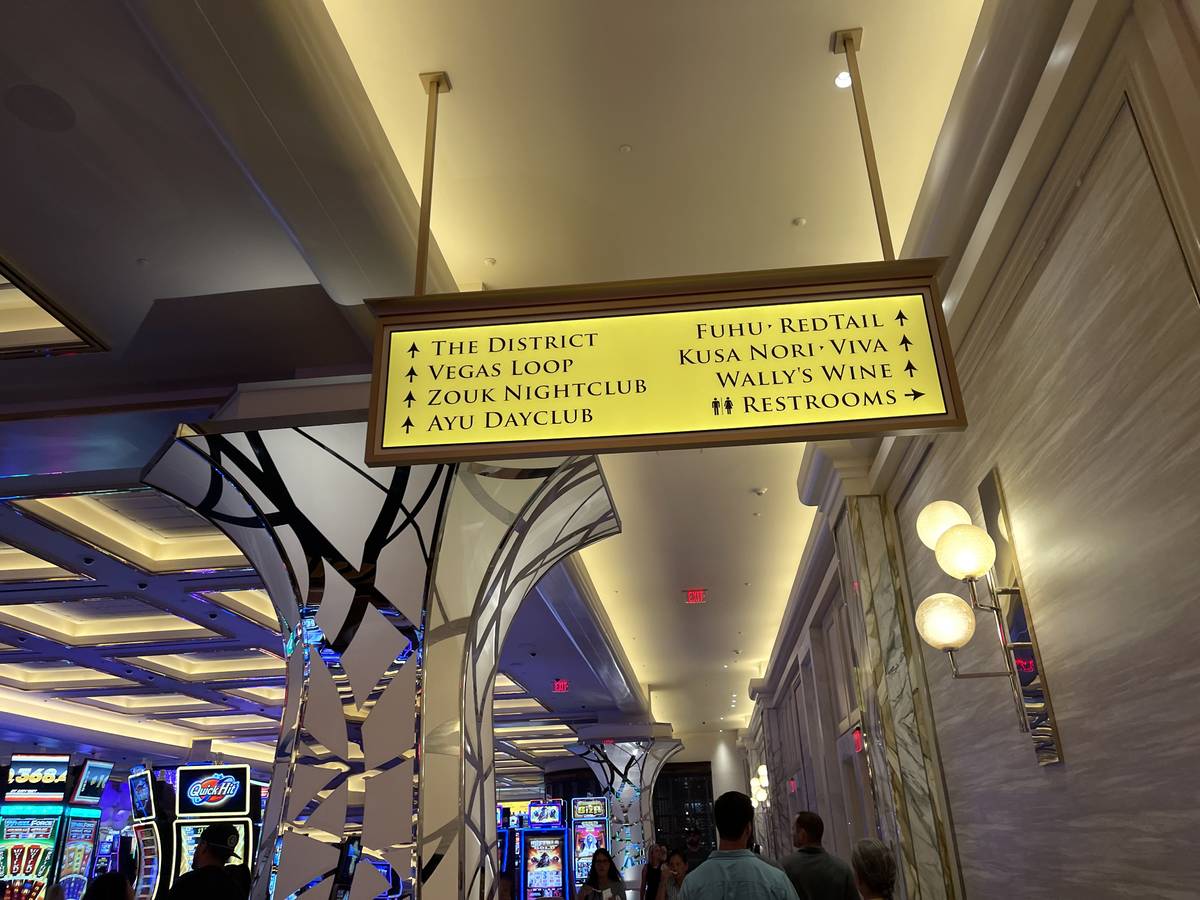 THE DISTRICT
VEGAS LOOP
ZOUK NIGHTCLUB
AYU DAYCLUB
FUHU · REDTAIL
KUSA NORI · VIVA
WALLY'S WINE
RESTROOMS
EXIT
EXIT
Quick Hit